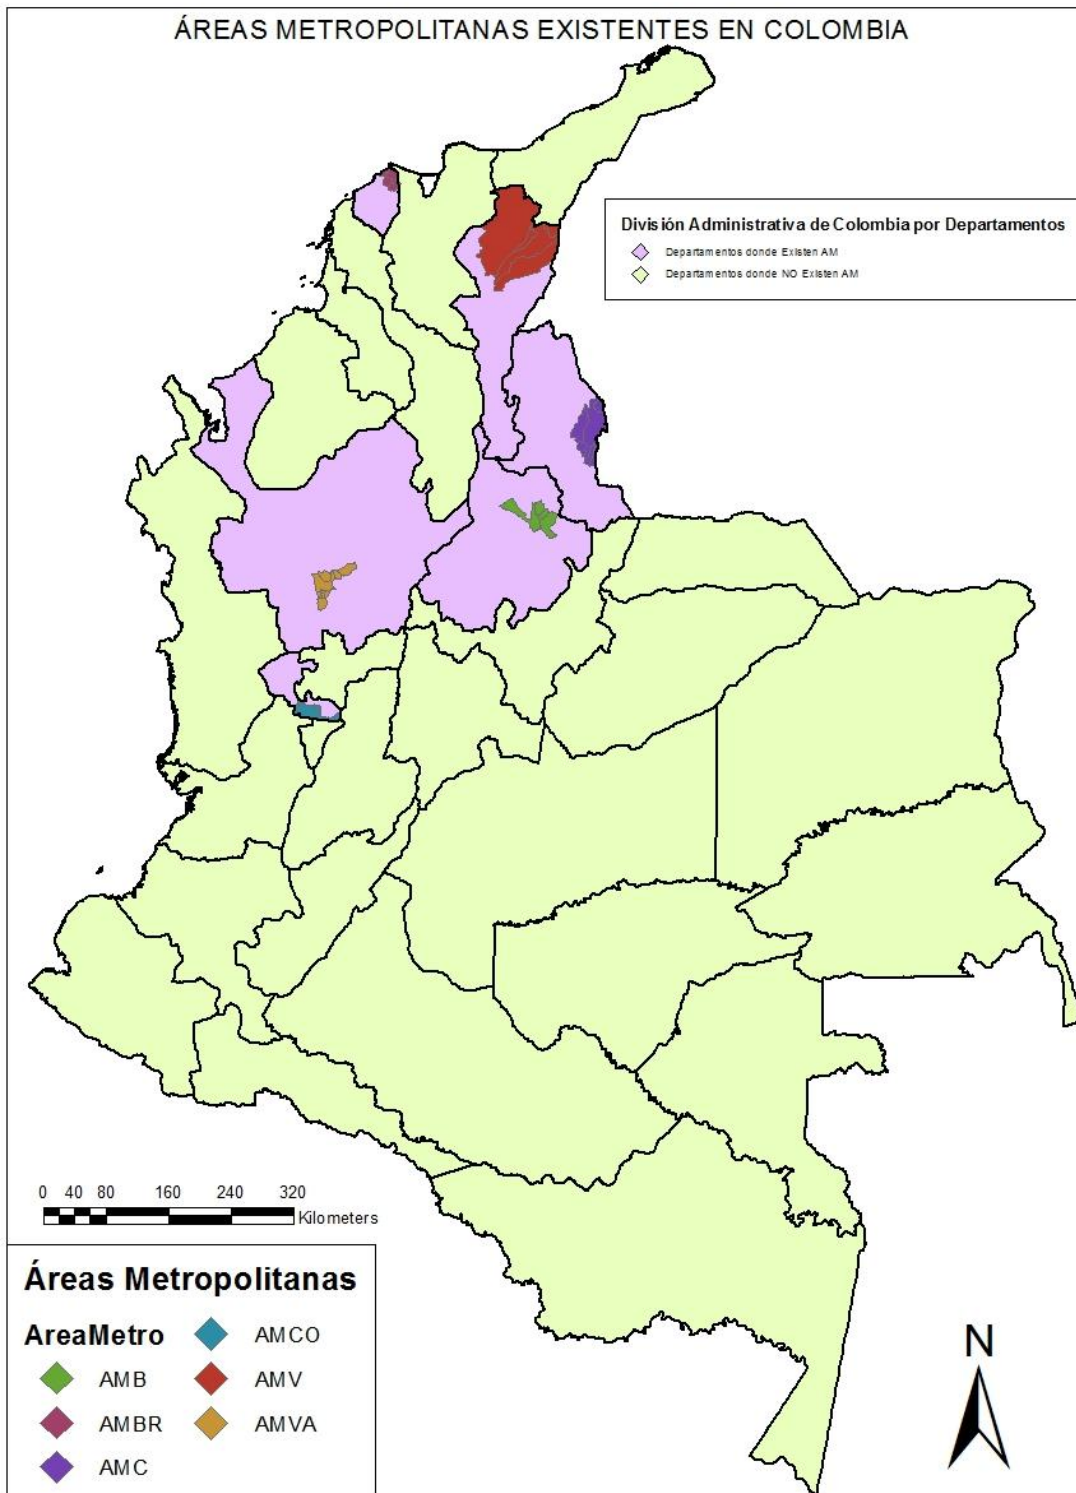 ÁREAS METROPOLITANAS EXISTENTES EN COLOMBIA
División Administrativa de Colombia por Departamentos
Departamentos donde Existen AM
Departamentos donde NO Existen AM
0 40 80 160 240 320
Kilometers
Áreas Metropolitanas
AreaMetro
AMB
AMBR
AMC
AMCO
AMV
AMVA
N